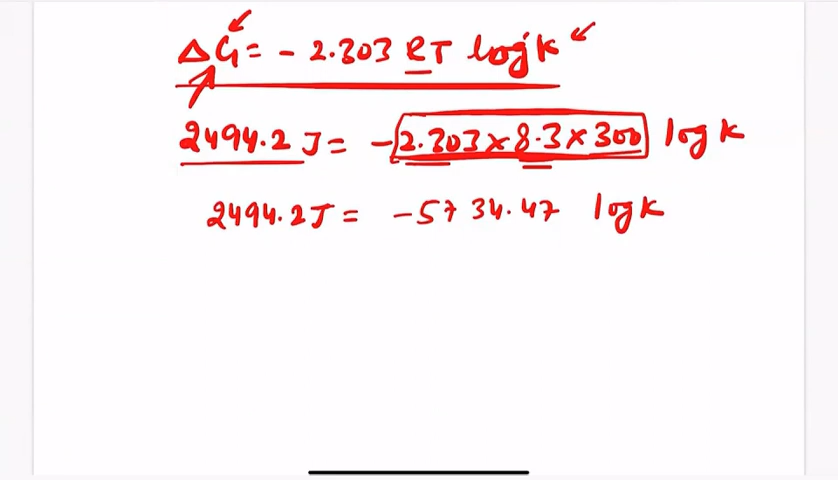 ΔG = - 2.303 RT log k
2494.2 J = - 2.303 x 8.3 x 300 log k
2494.2 J = - 5734.47 log k